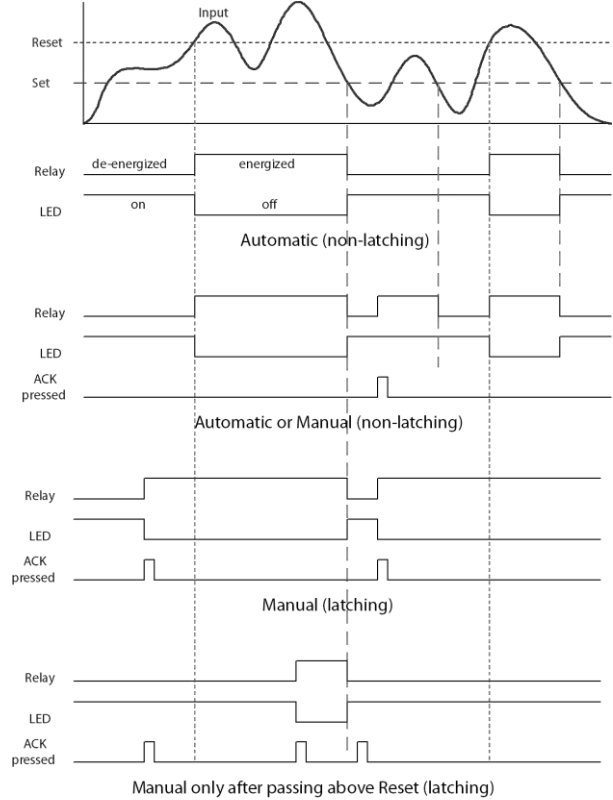 Input
Reset
Set
de-energized
energized
Relay
on
off
LED
Automatic (non-latching)
Relay
LED
ACK
pressed
Automatic or Manual (non-latching)
Relay
LED
ACK
pressed
Manual (latching)
Relay
LED
ACK
pressed
Manual only after passing above Reset (latching)